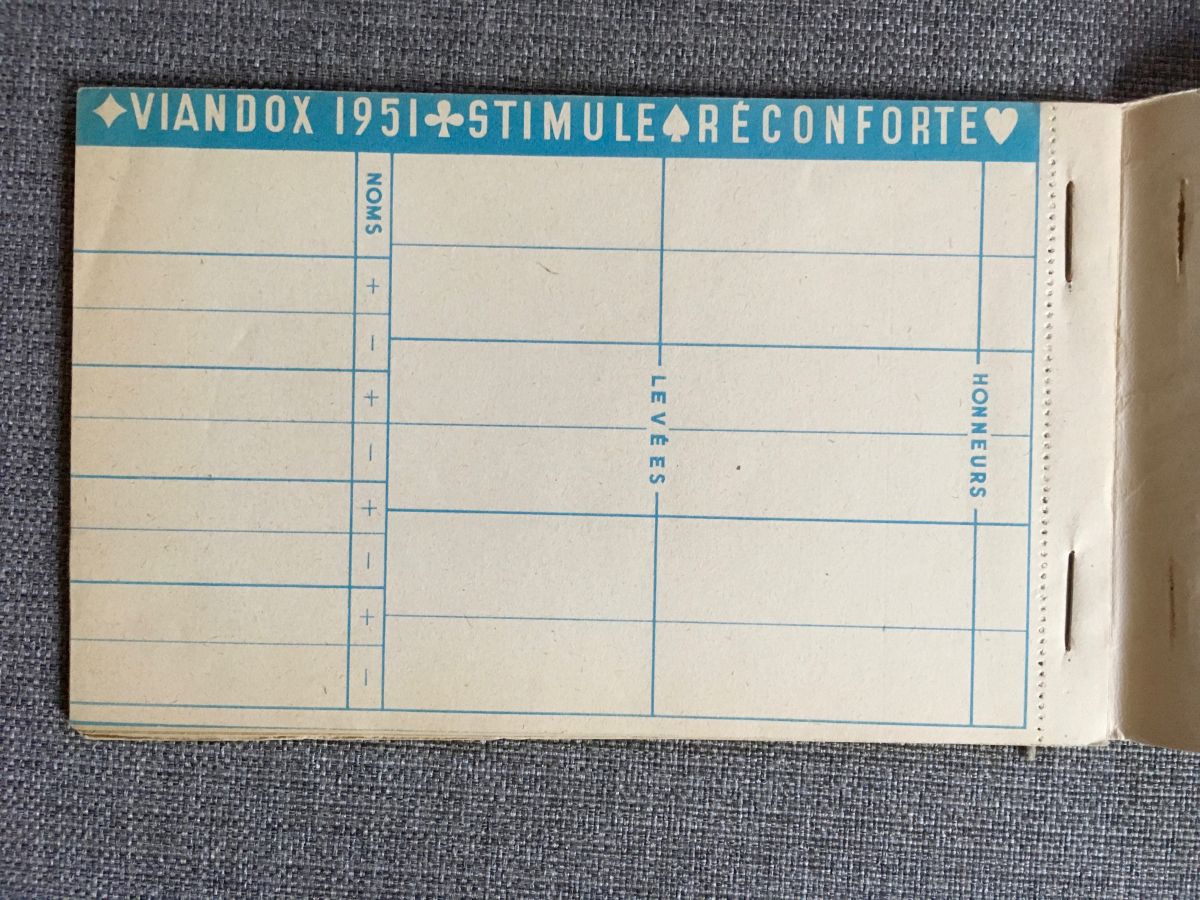 ♦VIANDOX 1951♣STIMULE♠RÉCONFORTE♥
HONNEURS
LEVÉES
NOMS + − + − + − + −